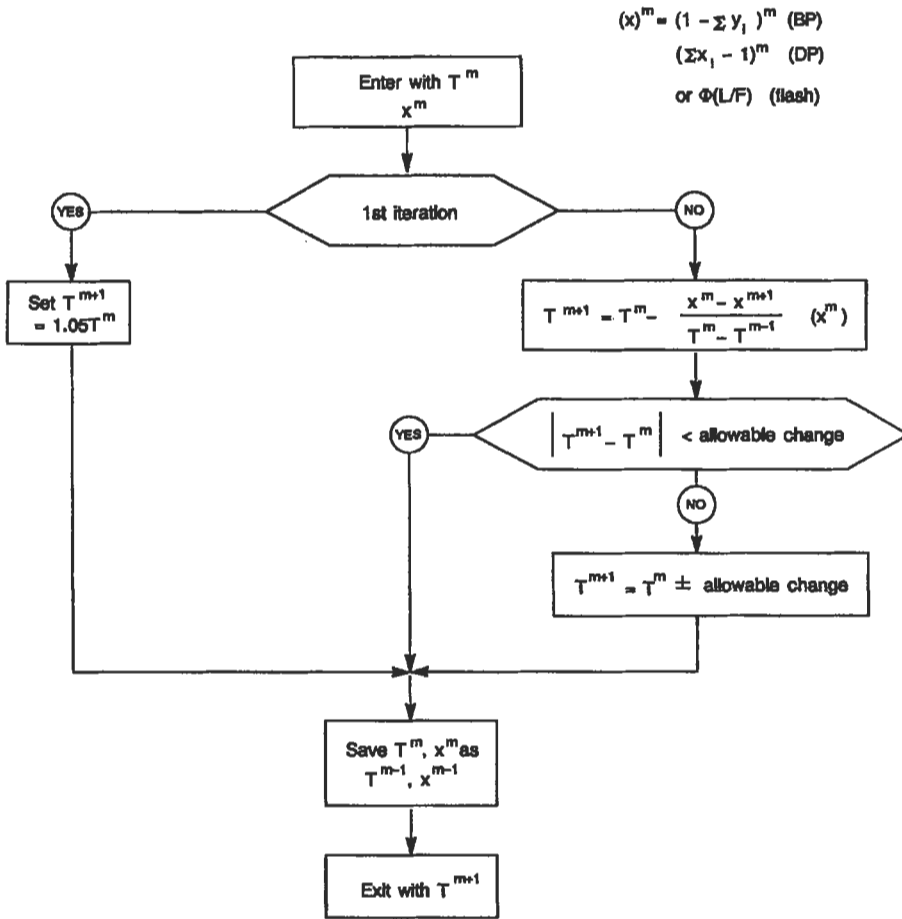 (x)^m = (1 - Σ y_i)^m (BP)
(Σx_i - 1)^m (DP)
or Φ(L/F) (flash)
Enter with T^m
x^m
1st iteration
YES
NO
Set T^{m+1}
= 1.05T^m
T^{m+1} = T^m - \frac{x^m - x^{m+1}}{T^m - T^{m-1}} (x^m)
YES
| T^{m+1} - T^m | < allowable change
NO
T^{m+1} = T^m ± allowable change
Save T^m, x^m as
T^{m-1}, x^{m-1}
Exit with T^{m+1}